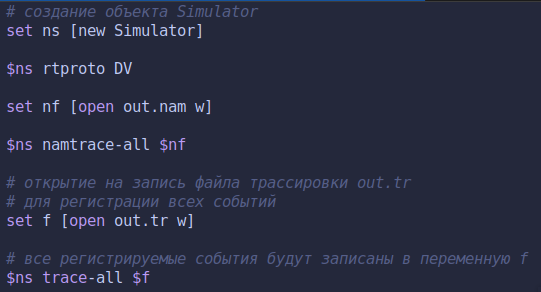 # создание объекта Simulator
set ns [new Simulator]
$ns rtproto DV
set nf [open out.nam w]
$ns namtrace-all $nf
# открытие на запись файла трассировки out.tr
# для регистрации всех событий
set f [open out.tr w]
# все регистрируемые события будут записаны в переменную f
$ns trace-all $f